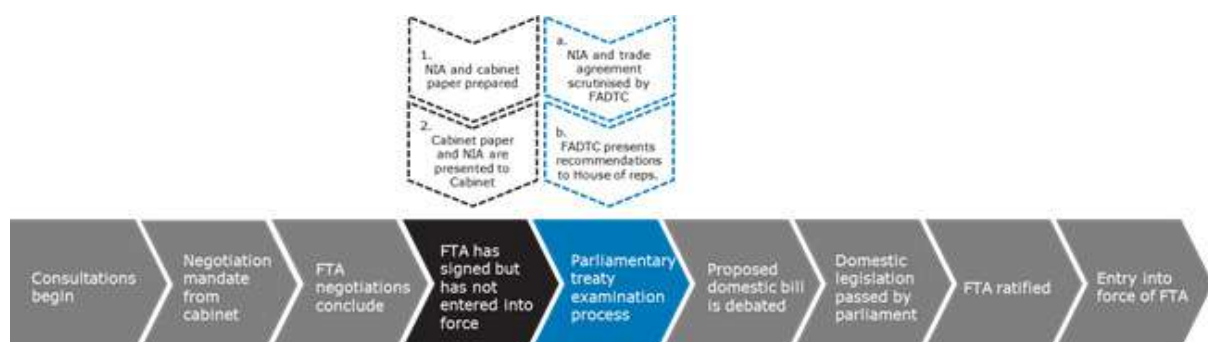 1.
NIA and cabinet
paper prepared
2.
Cabinet paper
and NIA are
presented to
Cabinet
a.
NIA and trade
agreement
scrutinised by
FADTC
b.
FADTC presents
recommendations
to House of reps.
Consultations
begin
Negotiation
mandate
from
cabinet
FTA
negotiations
conclude
FTA has
signed but
has not
entered into
force
Parliamentary
treaty
examination
process
Proposed
domestic bill
is debated
Domestic
legislation
passed by
parliament
FTA ratified
Entry into
force of FTA